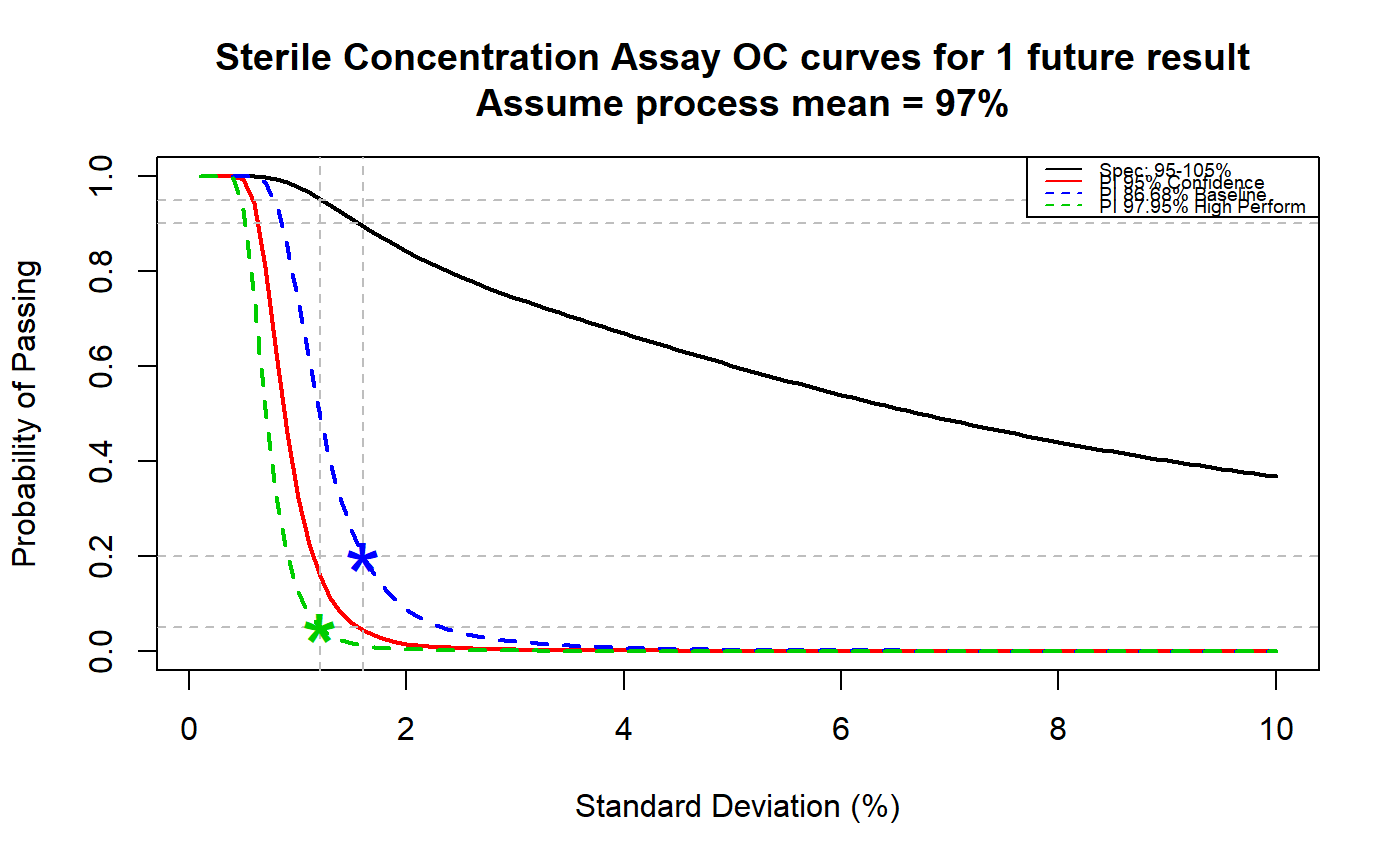 Sterile Concentration Assay OC curves for 1 future result
Assume process mean = 97%
Spec: 95-105%
PI 95% Confidence
PI 86.68% Baseline
PI 97.95% High Perform
Probability of Passing
1.0
0.8
0.6
0.4
0.2
0.0
0
2
4
6
8
10
Standard Deviation (%)